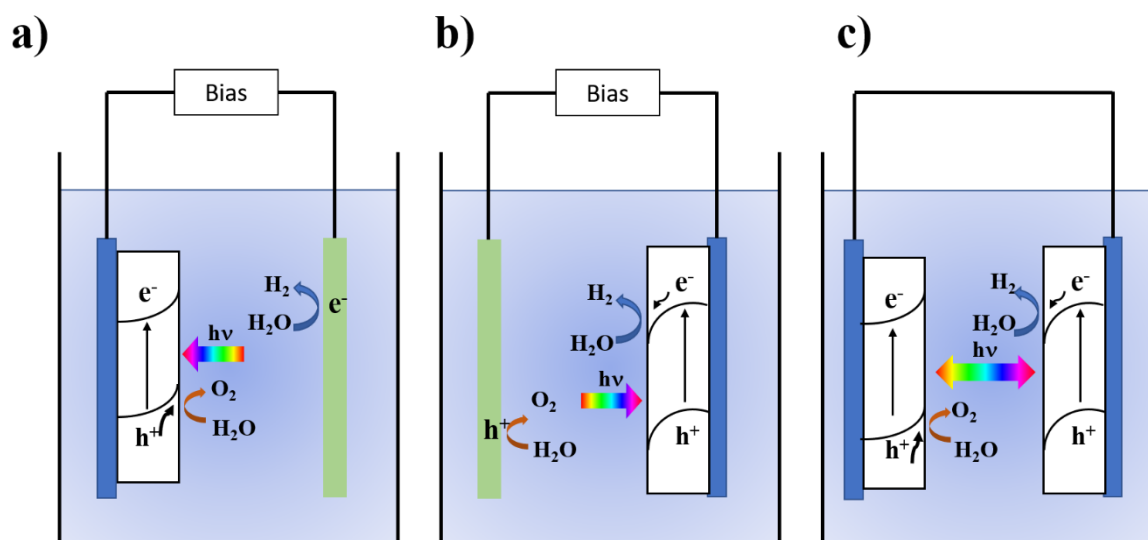 a)
Bias
e⁻
hν
h⁺
O₂
H₂O
H₂
H₂O
e⁻
b)
Bias
h⁺
O₂
H₂O
hν
H₂
H₂O
e⁻
h⁺
c)
e⁻
h⁺
hν
O₂
H₂O
H₂
H₂O
e⁻
h⁺